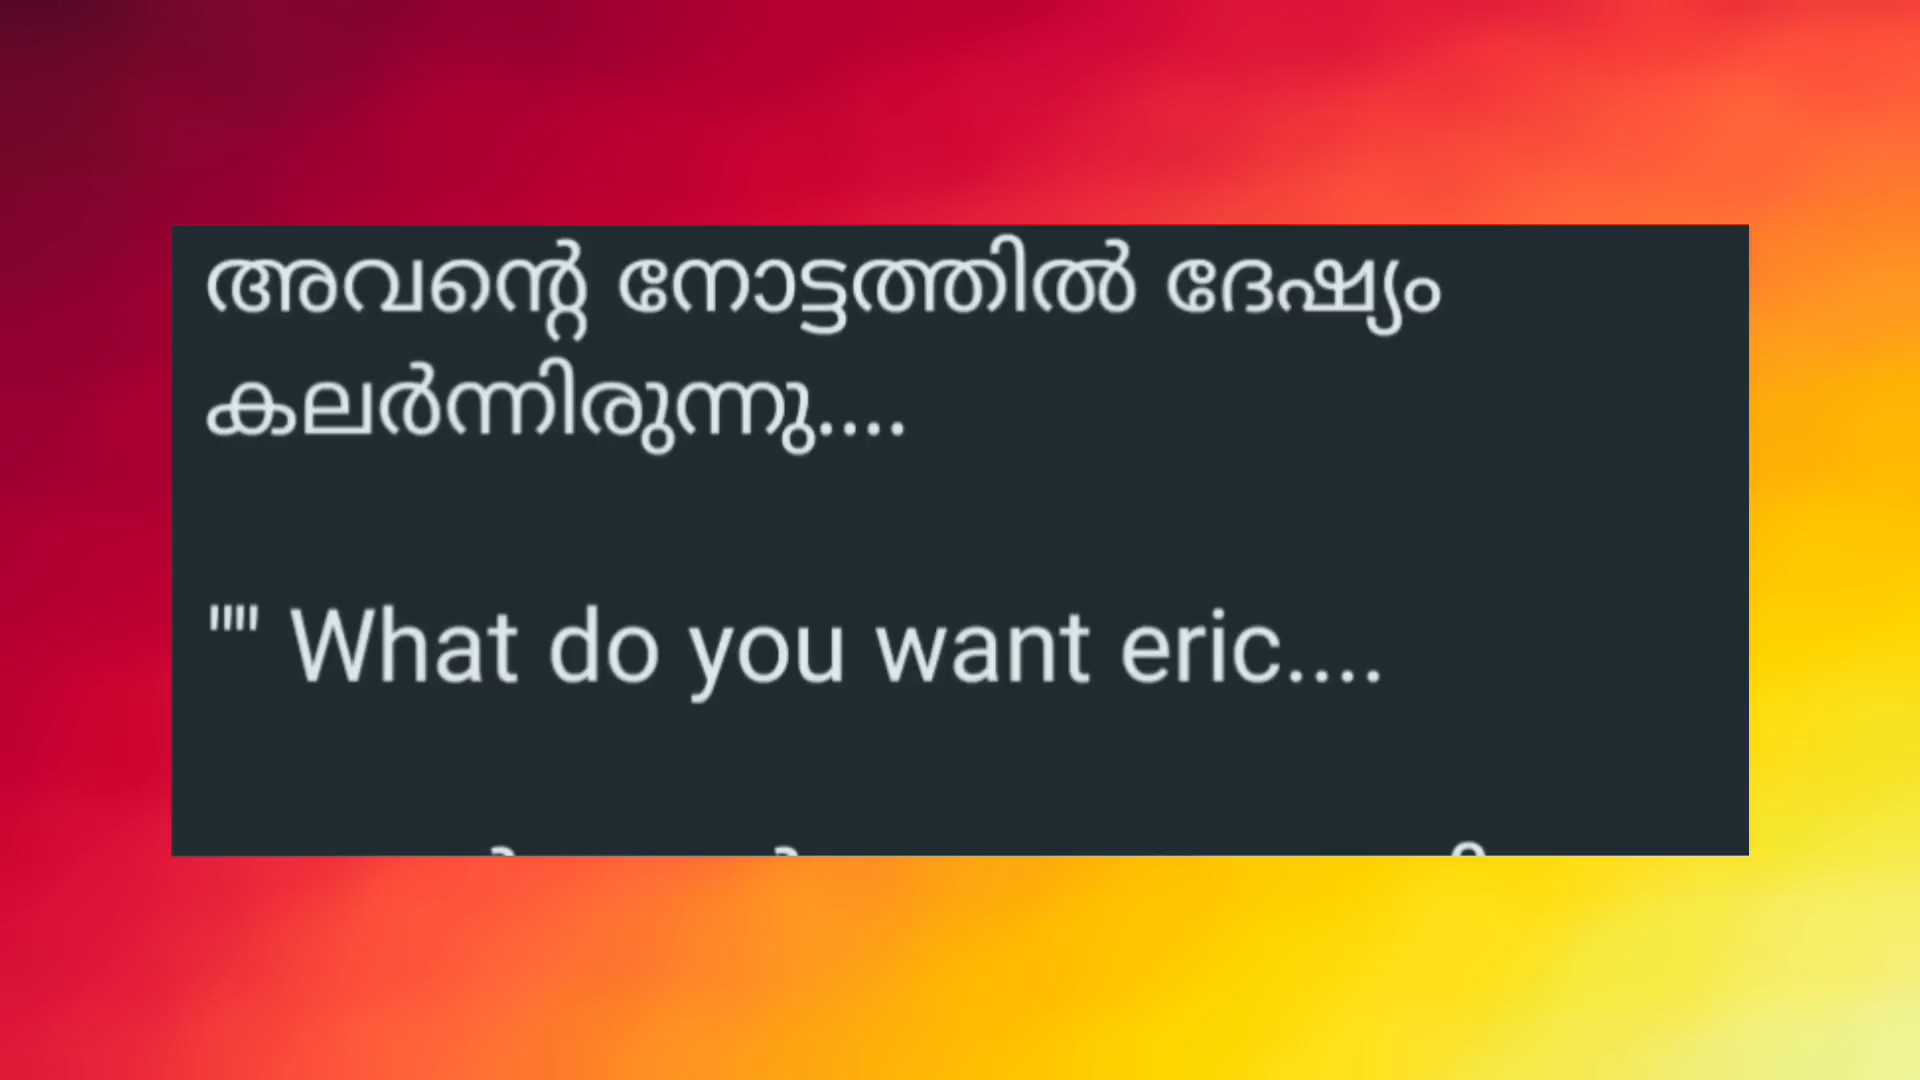 അവന്റെ നോട്ടത്തിൽ ദേഷ്യം
കലർന്നിരുന്നു....
"" What do you want eric....